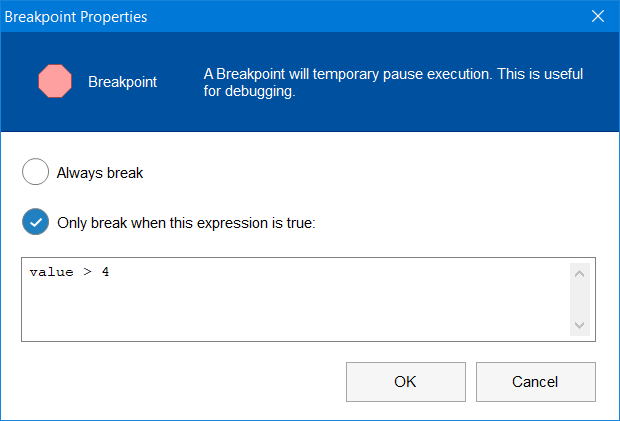 Breakpoint Properties
Breakpoint
A Breakpoint will temporary pause execution. This is useful
for debugging.
Always break
Only break when this expression is true:
value > 4
OK
Cancel